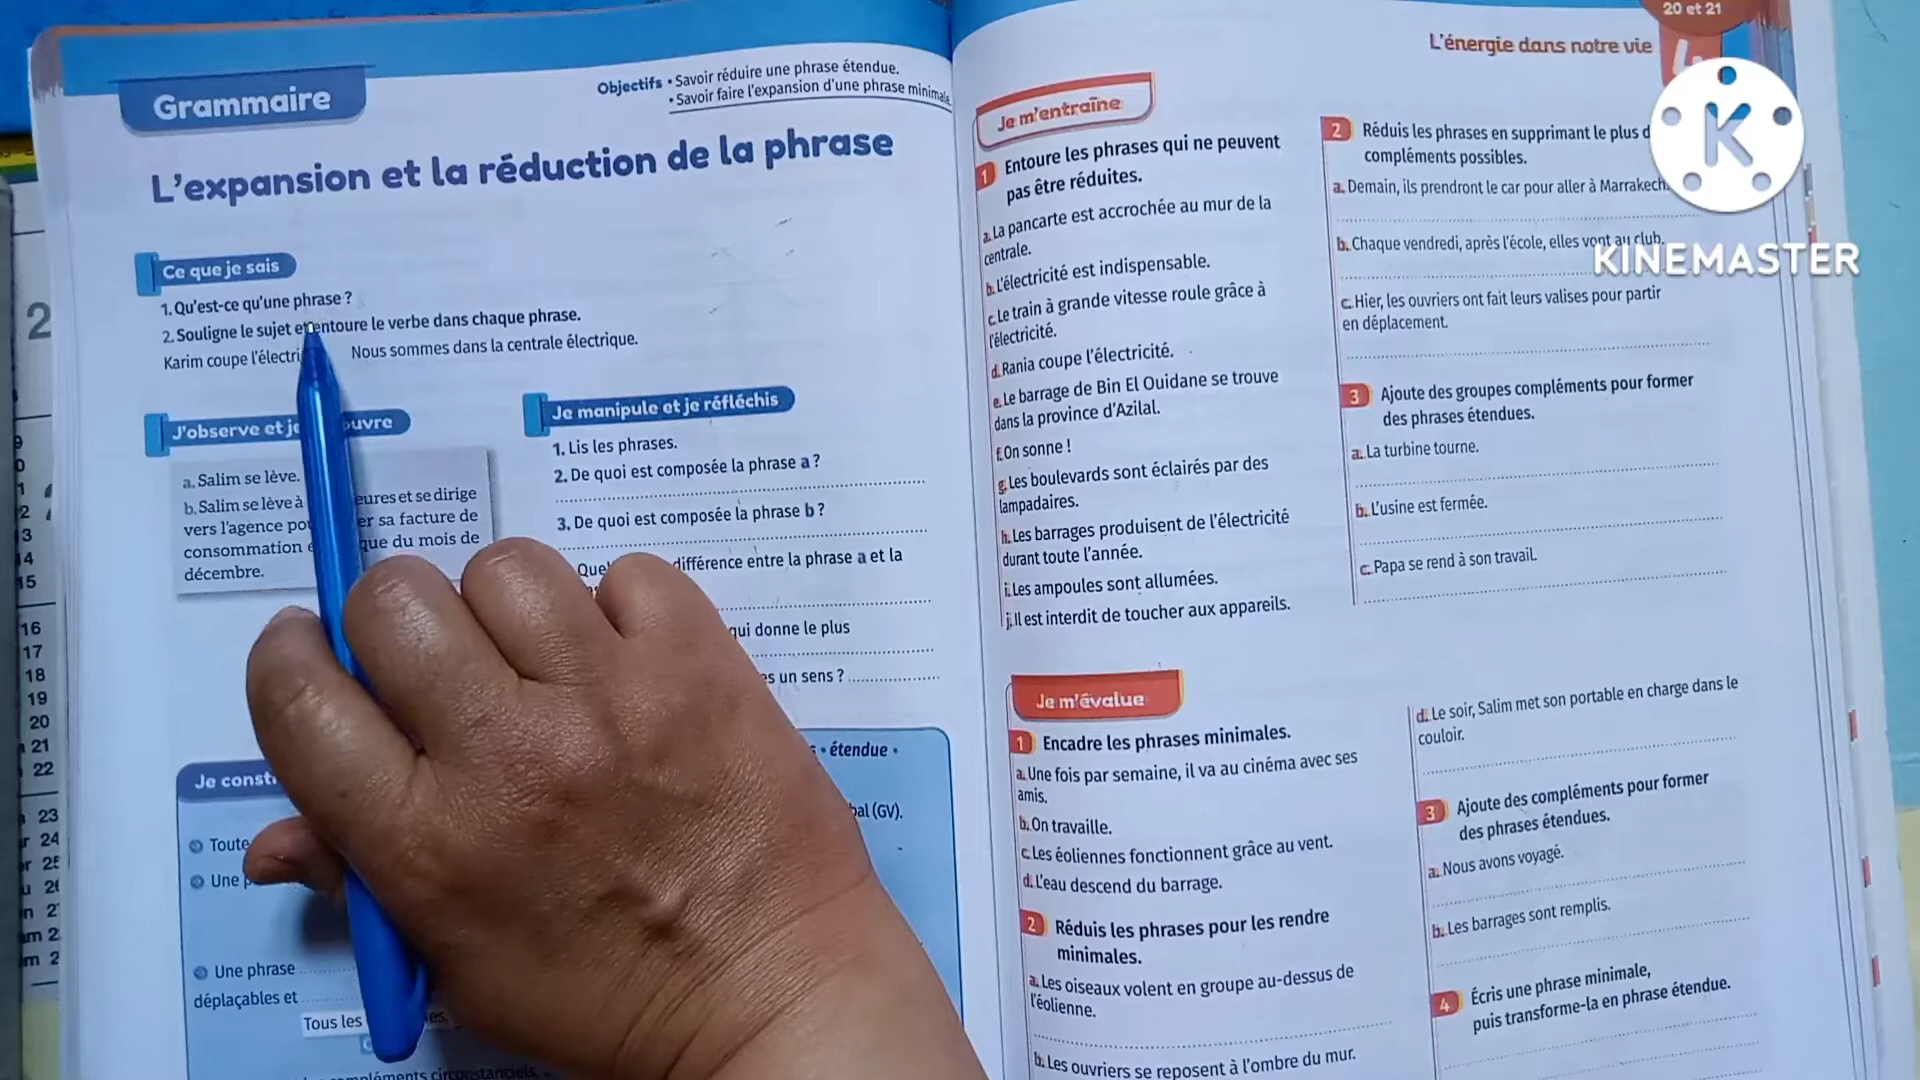 Grammaire
Objectifs • Savoir réduire une phrase étendue.
• Savoir faire l'expansion d'une phrase minimale
L'expansion et la réduction de la phrase
Ce que je sais
1. Qu'est-ce qu'une phrase ?
2. Souligne le sujet et entoure le verbe dans chaque phrase.
Karim coupe l'électri Nous sommes dans la centrale électrique.
J'observe et je ouvre
a. Salim se lève.
b. Salim se lève à eures et se dirige
vers l'agence po er sa facture de
consommation que du mois de
décembre.
Je manipule et je réfléchis
1. Lis les phrases.
2. De quoi est composée la phrase a ?
3. De quoi est composée la phrase b ?
Que différence entre la phrase a et la
qui donne le plus
es un sens ?
• étendue •
Je const
bal (GV).
Toute
Une p
Une phrase
déplaçables et
Tous les
compléments circonstanciels,
20 et 21
L'énergie dans notre vie
Je m'entraîne
1 Entoure les phrases qui ne peuvent
pas être réduites.
a. La pancarte est accrochée au mur de la
centrale.
b. L'électricité est indispensable.
c. Le train à grande vitesse roule grâce à
l'électricité.
d. Rania coupe l'électricité.
e. Le barrage de Bin El Ouidane se trouve
dans la province d'Azilal.
f. On sonne !
g. Les boulevards sont éclairés par des
lampadaires.
h. Les barrages produisent de l'électricité
durant toute l'année.
i. Les ampoules sont allumées.
j. Il est interdit de toucher aux appareils.
2 Réduis les phrases en supprimant le plus d
compléments possibles.
a. Demain, ils prendront le car pour aller à Marrakech.
b. Chaque vendredi, après l'école, elles vont au club.
c. Hier, les ouvriers ont fait leurs valises pour partir
en déplacement.
3 Ajoute des groupes compléments pour former
des phrases étendues.
a. La turbine tourne.
b. L'usine est fermée.
c. Papa se rend à son travail.
Je m'évalue
1 Encadre les phrases minimales.
a. Une fois par semaine, il va au cinéma avec ses
amis.
b. On travaille.
c. Les éoliennes fonctionnent grâce au vent.
d. L'eau descend du barrage.
2 Réduis les phrases pour les rendre
minimales.
a. Les oiseaux volent en groupe au-dessus de
l'éolienne.
b. Les ouvriers se reposent à l'ombre du mur.
d. Le soir, Salim met son portable en charge dans le
couloir.
3 Ajoute des compléments pour former
des phrases étendues.
a. Nous avons voyagé.
b. Les barrages sont remplis.
4 Écris une phrase minimale,
puis transforme-la en phrase étendue.
K
KINEMASTER
2
16
17
18
19
20
21
22
23
24